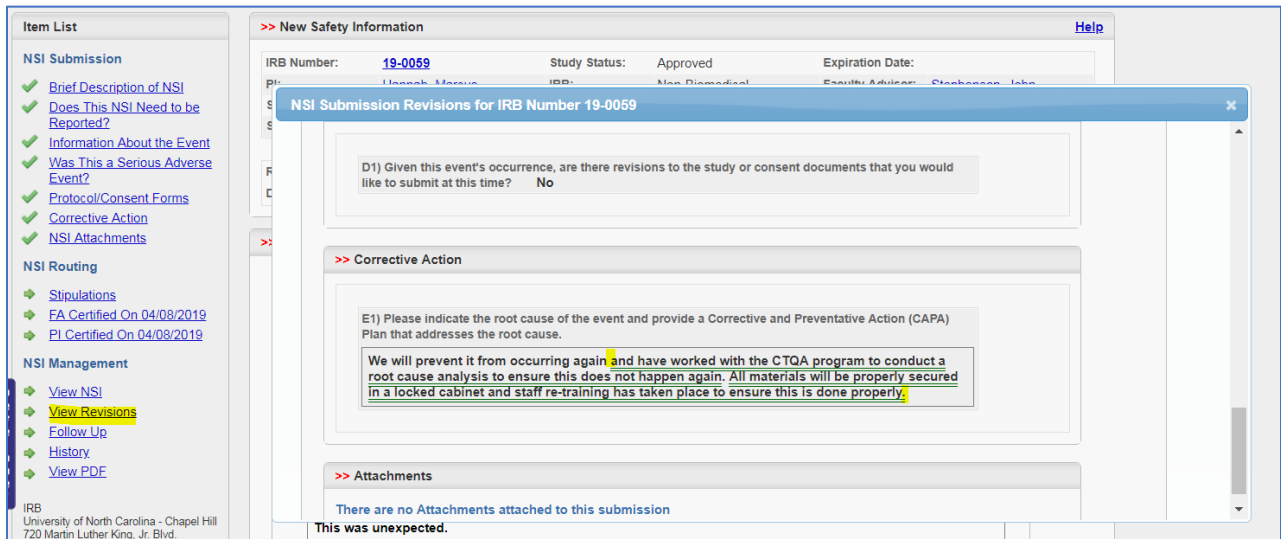 Item List
NSI Submission
Brief Description of NSI
Does This NSI Need to be
Reported?
Information About the Event
Was This a Serious Adverse
Event?
Protocol/Consent Forms
Corrective Action
NSI Attachments
NSI Routing
Stipulations
FA Certified On 04/08/2019
PI Certified On 04/08/2019
NSI Management
View NSI
View Revisions
Follow Up
History
View PDF
IRB
University of North Carolina - Chapel Hill
720 Martin Luther King, Jr. Blvd.
>> New Safety Information Help
IRB Number: 19-0059 Study Status: Approved Expiration Date:
PI: Hannah, Marcus IRB: Non-Biomedical Faculty Advisor: Stephenson, John
NSI Submission Revisions for IRB Number 19-0059
D1) Given this event's occurrence, are there revisions to the study or consent documents that you would
like to submit at this time? No
>> Corrective Action
E1) Please indicate the root cause of the event and provide a Corrective and Preventative Action (CAPA)
Plan that addresses the root cause.
We will prevent it from occurring again and have worked with the CTQA program to conduct a
root cause analysis to ensure this does not happen again. All materials will be properly secured
in a locked cabinet and staff re-training has taken place to ensure this is done properly.
>> Attachments
There are no Attachments attached to this submission
This was unexpected.